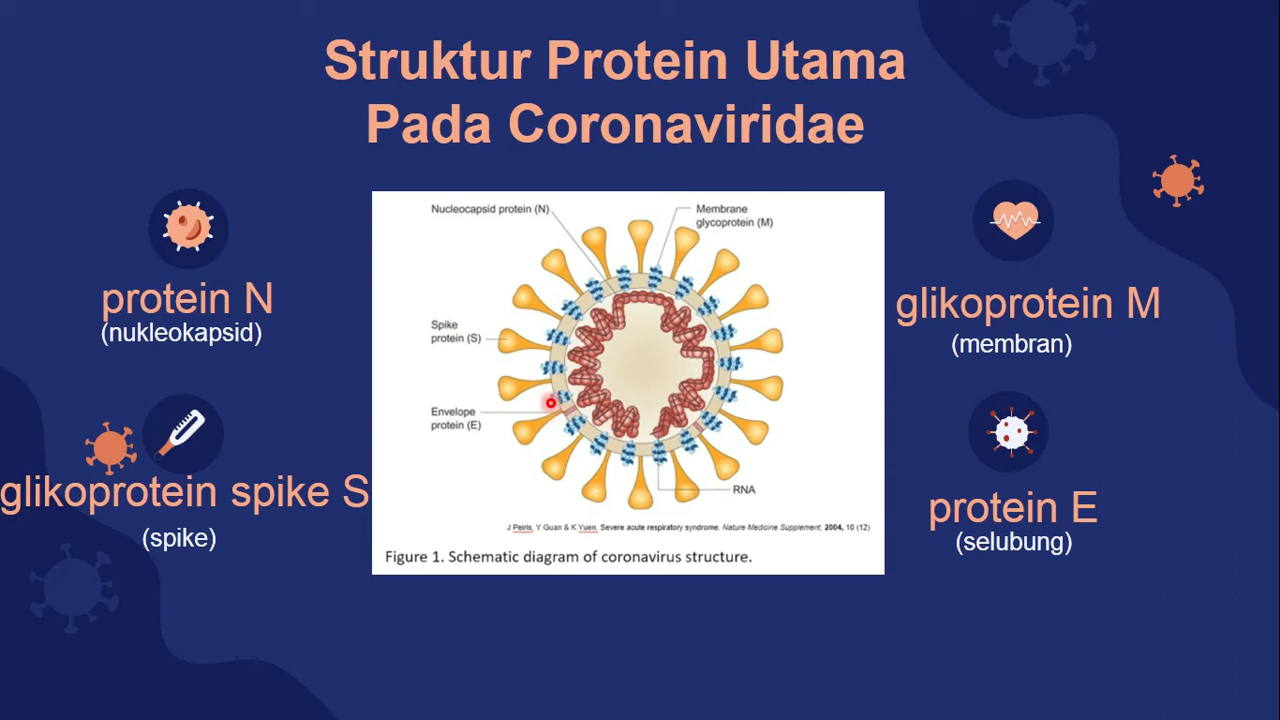 Struktur Protein Utama
Pada Coronaviridae
protein N
(nukleokapsid)
glikoprotein spike S
(spike)
Nucleocapsid protein (N)
Membrane
glycoprotein (M)
Spike
protein (S)
Envelope
protein (E)
RNA
J Peiris, Y Guan & K Yuen, Severe acute respiratory syndrome. Nature Medicine Supplement, 2004, 10 (12)
Figure 1. Schematic diagram of coronavirus structure.
glikoprotein M
(membran)
protein E
(selubung)